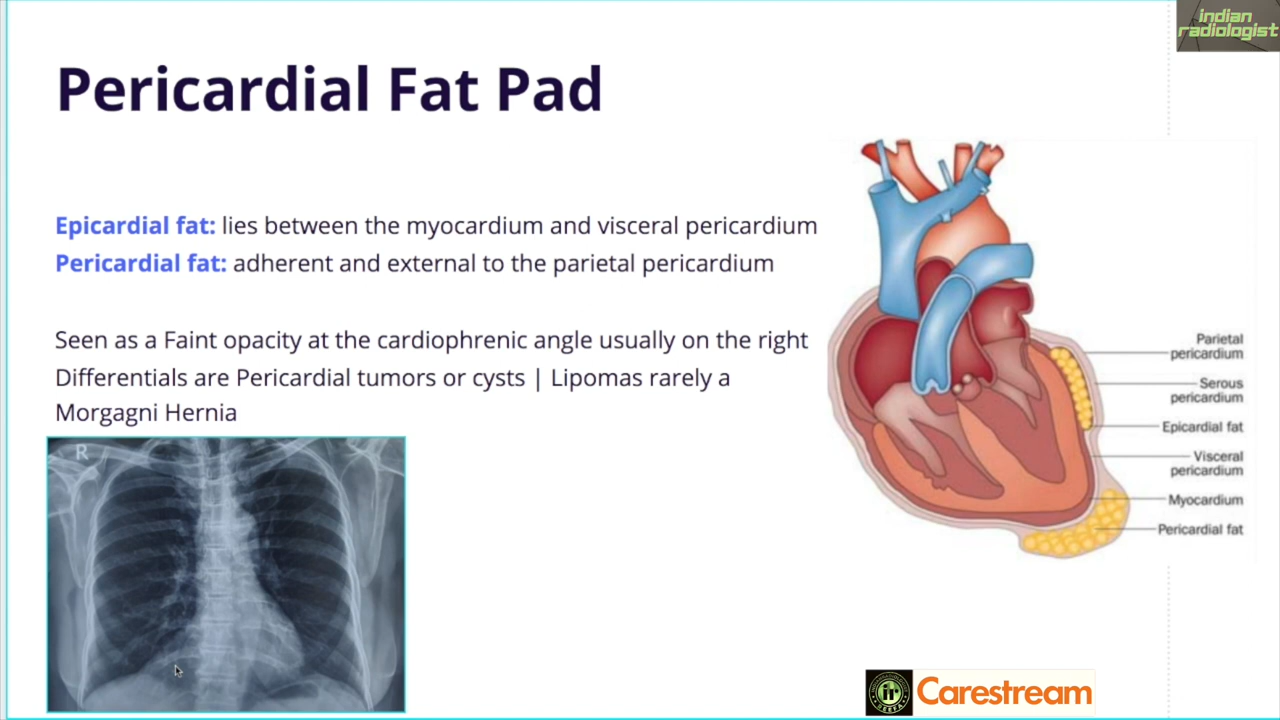 indian
radiologist
Pericardial Fat Pad
Epicardial fat: lies between the myocardium and visceral pericardium
Pericardial fat: adherent and external to the parietal pericardium
Seen as a Faint opacity at the cardiophrenic angle usually on the right
Differentials are Pericardial tumors or cysts | Lipomas rarely a
Morgagni Hernia
R
Parietal
pericardium
Serous
pericardium
Epicardial fat
Visceral
pericardium
Myocardium
Pericardial fat
ir
Carestream